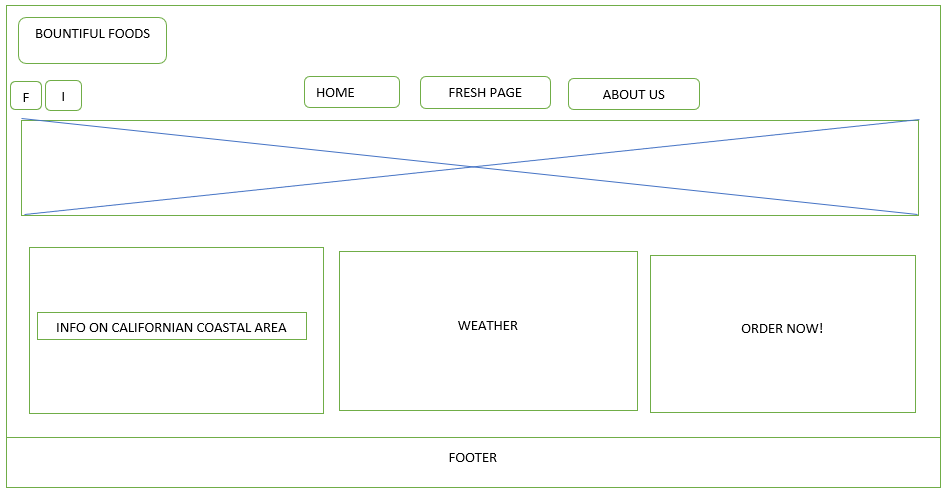 BOUNTIFUL FOODS
F
I
HOME
FRESH PAGE
ABOUT US
INFO ON CALIFORNIAN COASTAL AREA
WEATHER
ORDER NOW!
FOOTER